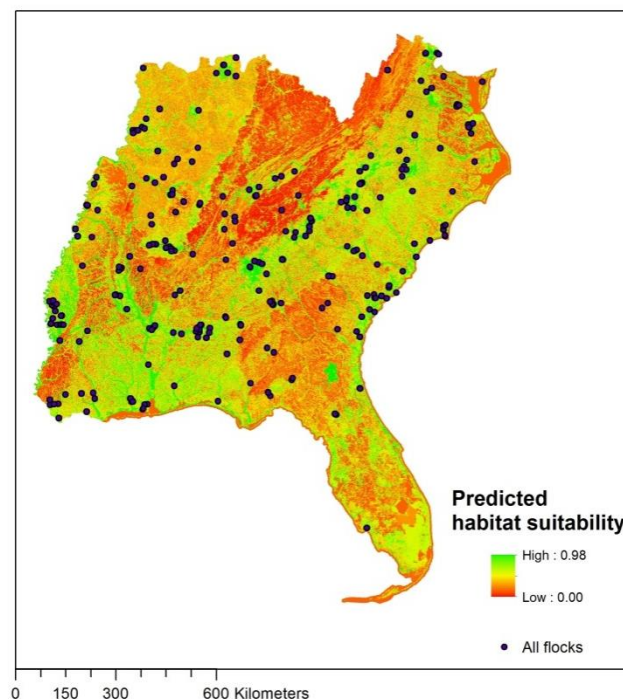 Predicted
habitat suitability
High : 0.98
Low : 0.00
All flocks
0 150 300 600 Kilometers